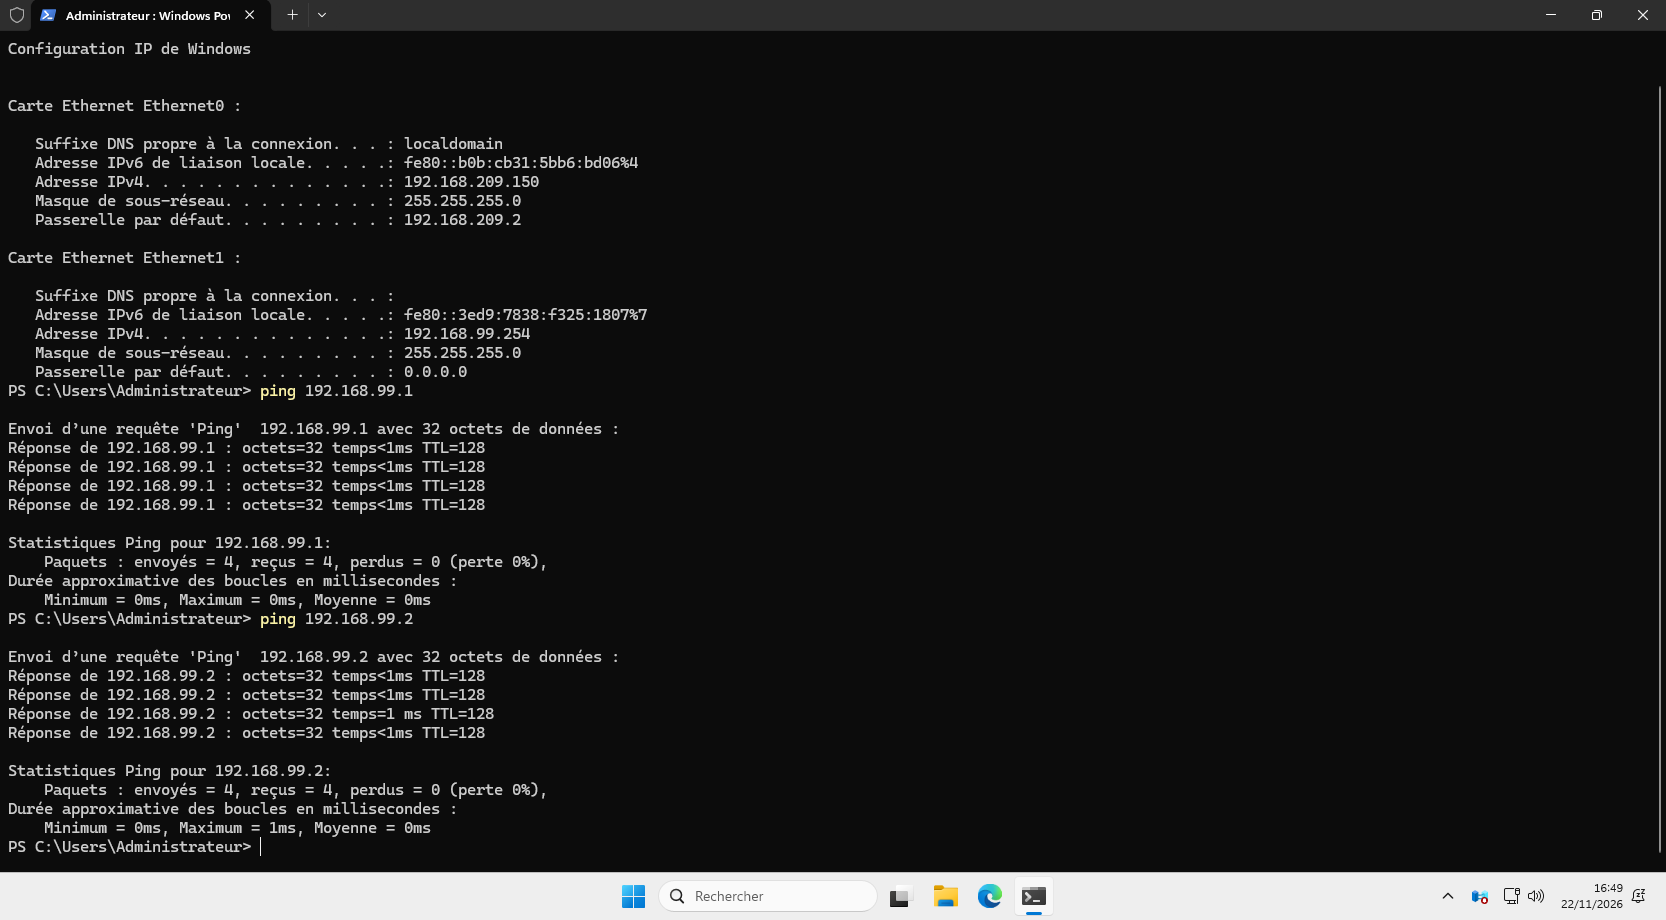 Administrateur : Windows Pov
Configuration IP de Windows
Carte Ethernet Ethernet0 :
Suffixe DNS propre à la connexion. . . : localdomain
Adresse IPv6 de liaison locale. . . . .: fe80::b0b:cb31:5bb6:bd06%4
Adresse IPv4. . . . . . . . . . . . . .: 192.168.209.150
Masque de sous-réseau. . . . . . . . . : 255.255.255.0
Passerelle par défaut. . . . . . . . . : 192.168.209.2
Carte Ethernet Ethernet1 :
Suffixe DNS propre à la connexion. . . :
Adresse IPv6 de liaison locale. . . . .: fe80::3ed9:7838:f325:1807%7
Adresse IPv4. . . . . . . . . . . . . .: 192.168.99.254
Masque de sous-réseau. . . . . . . . . : 255.255.255.0
Passerelle par défaut. . . . . . . . . : 0.0.0.0
PS C:\Users\Administrateur> ping 192.168.99.1
Envoi d’une requête 'Ping'  192.168.99.1 avec 32 octets de données :
Réponse de 192.168.99.1 : octets=32 temps<1ms TTL=128
Réponse de 192.168.99.1 : octets=32 temps<1ms TTL=128
Réponse de 192.168.99.1 : octets=32 temps<1ms TTL=128
Réponse de 192.168.99.1 : octets=32 temps<1ms TTL=128
Statistiques Ping pour 192.168.99.1:
Paquets : envoyés = 4, reçus = 4, perdus = 0 (perte 0%),
Durée approximative des boucles en millisecondes :
Minimum = 0ms, Maximum = 0ms, Moyenne = 0ms
PS C:\Users\Administrateur> ping 192.168.99.2
Envoi d’une requête 'Ping'  192.168.99.2 avec 32 octets de données :
Réponse de 192.168.99.2 : octets=32 temps<1ms TTL=128
Réponse de 192.168.99.2 : octets=32 temps<1ms TTL=128
Réponse de 192.168.99.2 : octets=32 temps=1 ms TTL=128
Réponse de 192.168.99.2 : octets=32 temps<1ms TTL=128
Statistiques Ping pour 192.168.99.2:
Paquets : envoyés = 4, reçus = 4, perdus = 0 (perte 0%),
Durée approximative des boucles en millisecondes :
Minimum = 0ms, Maximum = 1ms, Moyenne = 0ms
PS C:\Users\Administrateur>
Rechercher
16:49
22/11/2026